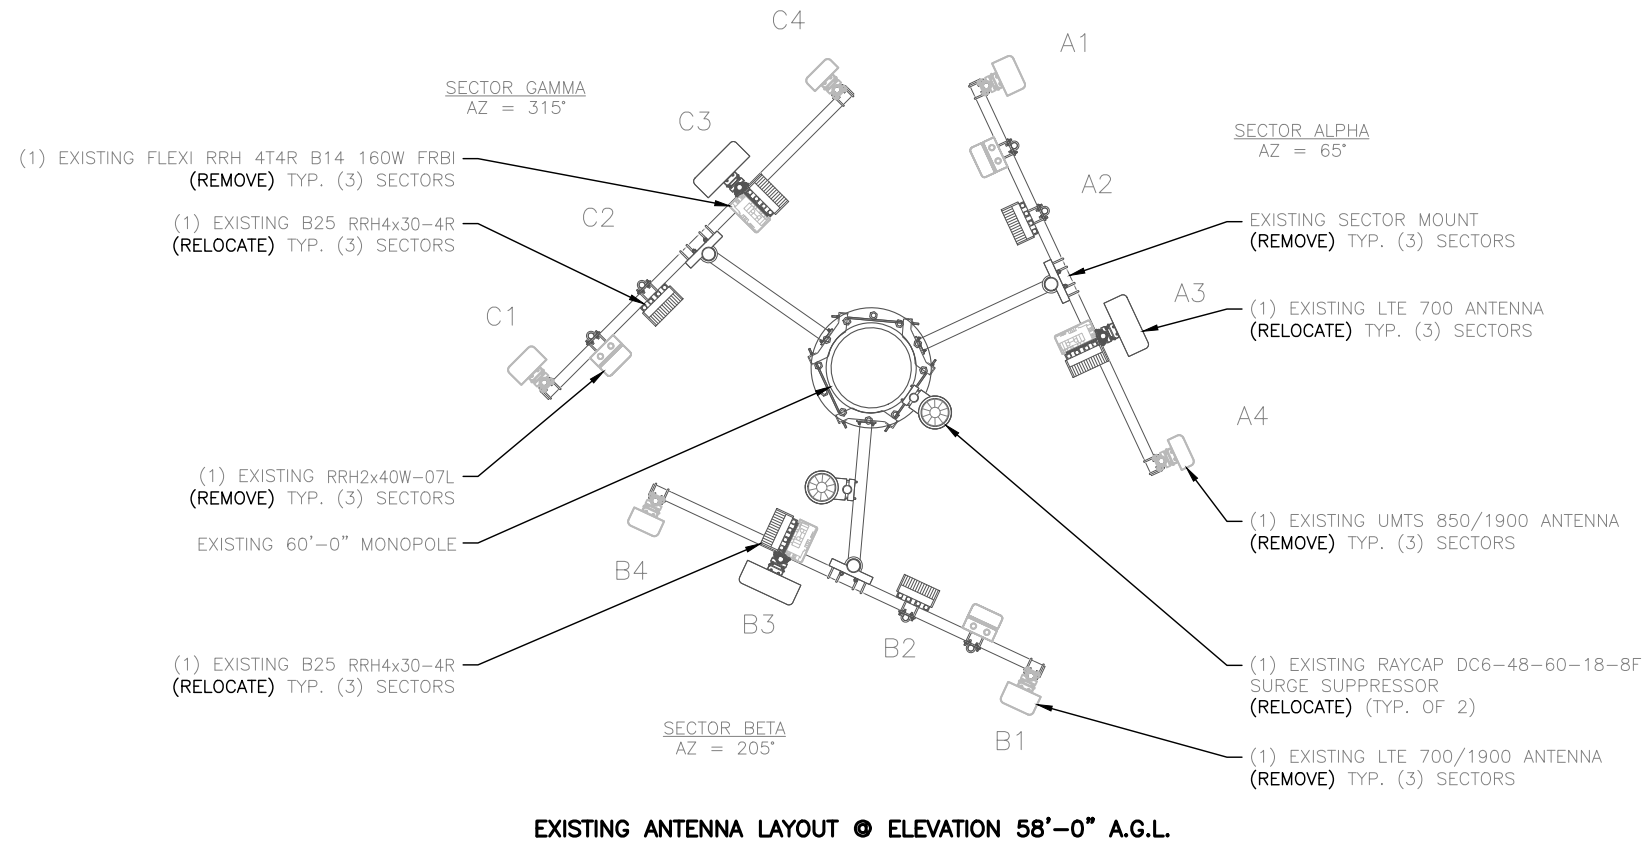 C4
A1
SECTOR GAMMA
AZ = 315°
C3
SECTOR ALPHA
AZ = 65°
(1) EXISTING FLEXI RRH 4T4R B14 160W FRBI
(REMOVE) TYP. (3) SECTORS
A2
C2
(1) EXISTING B25 RRH4x30-4R
(RELOCATE) TYP. (3) SECTORS
EXISTING SECTOR MOUNT
(REMOVE) TYP. (3) SECTORS
A3
C1
(1) EXISTING LTE 700 ANTENNA
(RELOCATE) TYP. (3) SECTORS
A4
(1) EXISTING RRH2x40W-07L
(REMOVE) TYP. (3) SECTORS
(1) EXISTING UMTS 850/1900 ANTENNA
(REMOVE) TYP. (3) SECTORS
EXISTING 60'-0" MONOPOLE
B4
B3
B2
(1) EXISTING B25 RRH4x30-4R
(RELOCATE) TYP. (3) SECTORS
(1) EXISTING RAYCAP DC6-48-60-18-8F
SURGE SUPPRESSOR
(RELOCATE) (TYP. OF 2)
SECTOR BETA
AZ = 205°
B1
(1) EXISTING LTE 700/1900 ANTENNA
(REMOVE) TYP. (3) SECTORS
EXISTING ANTENNA LAYOUT @ ELEVATION 58'-0" A.G.L.